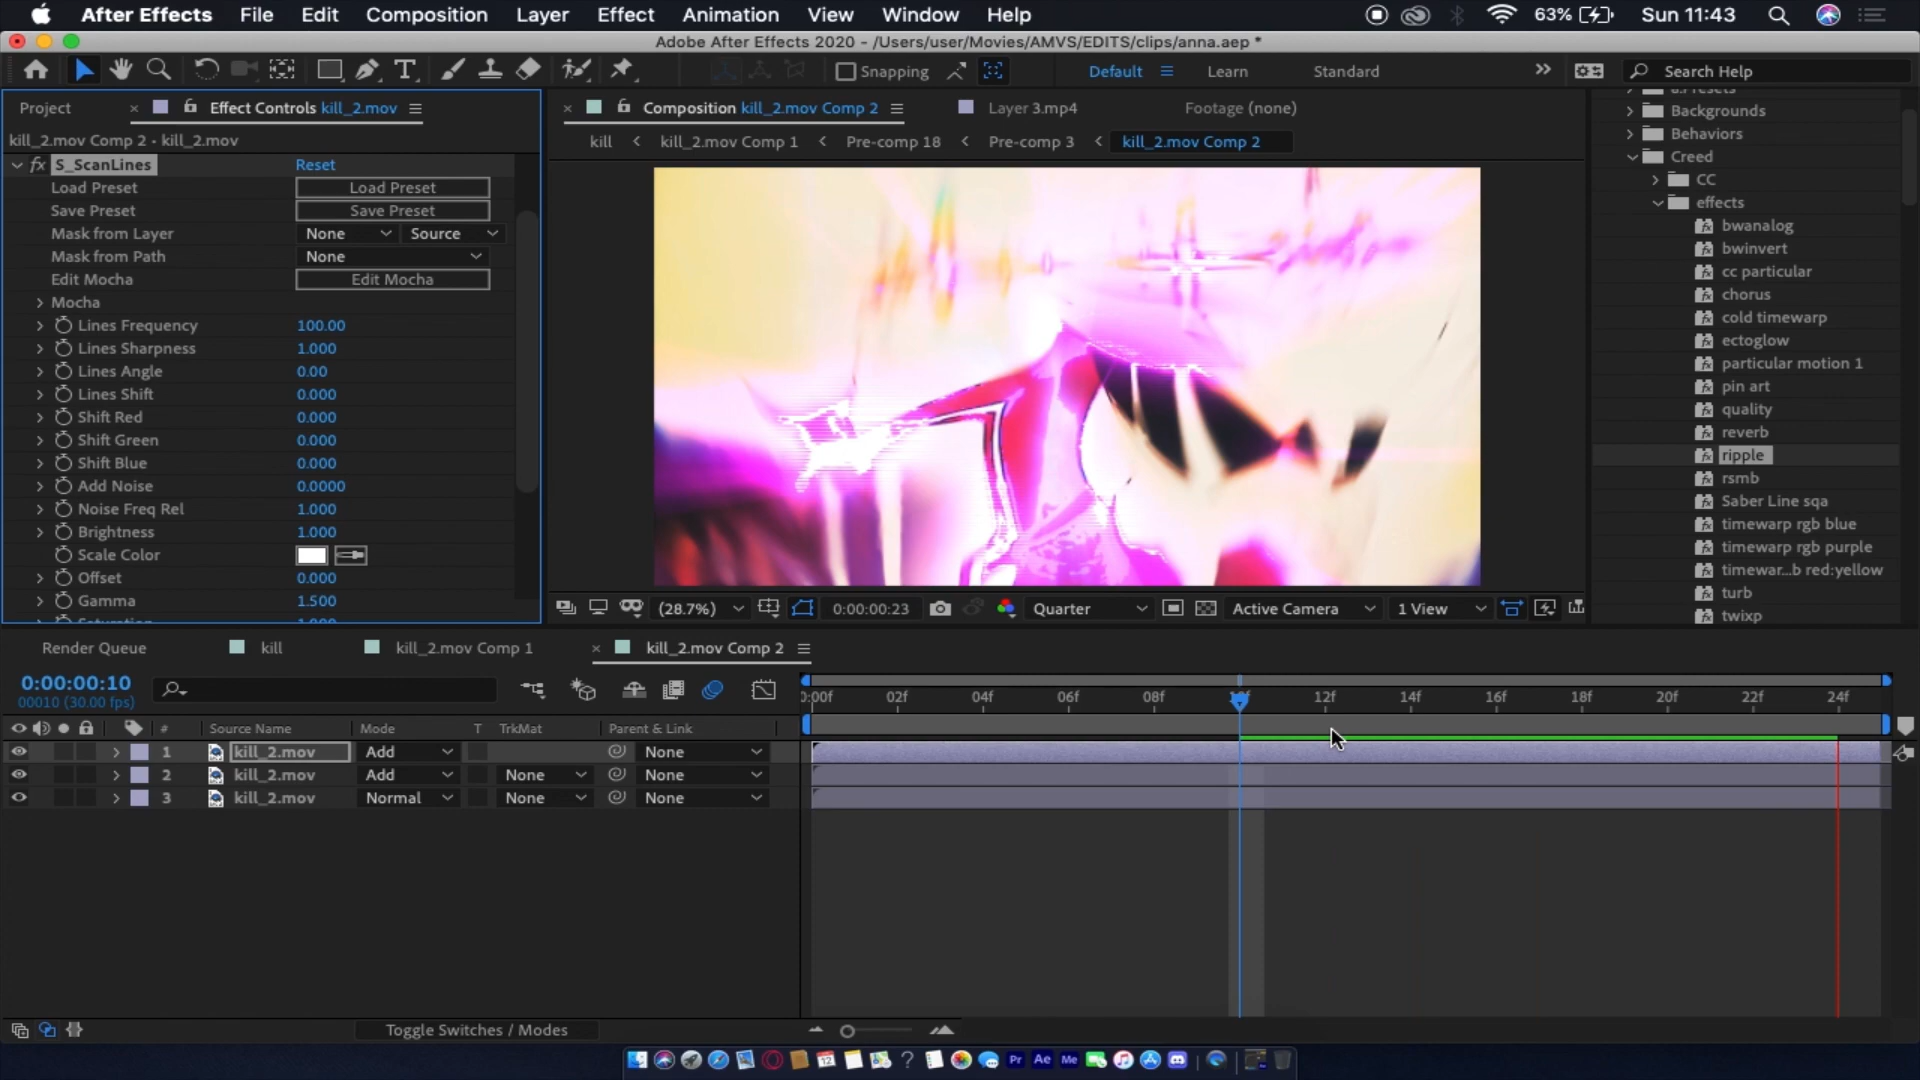 After Effects File Edit Composition Layer Effect Animation View Window Help 63% Sun 11:43
Adobe After Effects 2020 - /Users/user/Movies/AMVS/EDITS/clips/anna.aep *
Snapping Default Learn Standard Search Help
Project Effect Controls kill_2.mov
kill_2.mov Comp 2 - kill_2.mov
fx S_ScanLines Reset
Load Preset Load Preset
Save Preset Save Preset
Mask from Layer None Source
Mask from Path None
Edit Mocha Edit Mocha
Mocha
Lines Frequency 100.00
Lines Sharpness 1.000
Lines Angle 0.00
Lines Shift 0.000
Shift Red 0.000
Shift Green 0.000
Shift Blue 0.000
Add Noise 0.0000
Noise Freq Rel 1.000
Brightness 1.000
Scale Color
Offset 0.000
Gamma 1.500
Composition kill_2.mov Comp 2 Layer 3.mp4 Footage (none)
kill kill_2.mov Comp 1 Pre-comp 18 Pre-comp 3 kill_2.mov Comp 2
(28.7%) 0:00:00:23 Quarter Active Camera 1 View
Backgrounds
Behaviors
Creed
CC
effects
bwanalog
bwinvert
cc particular
chorus
cold timewarp
ectoglow
particular motion 1
pin art
quality
reverb
ripple
rsmb
Saber Line sqa
timewarp rgb blue
timewarp rgb purple
timewar...b red:yellow
turb
twixp
Render Queue kill kill_2.mov Comp 1 kill_2.mov Comp 2
0:00:00:10
00010 (30.00 fps)
0:00f 02f 04f 06f 08f 12f 14f 16f 18f 20f 22f 24f
# Source Name Mode T TrkMat Parent & Link
1 kill_2.mov Add None
2 kill_2.mov Add None None
3 kill_2.mov Normal None None
Toggle Switches / Modes
Pr Ae Me